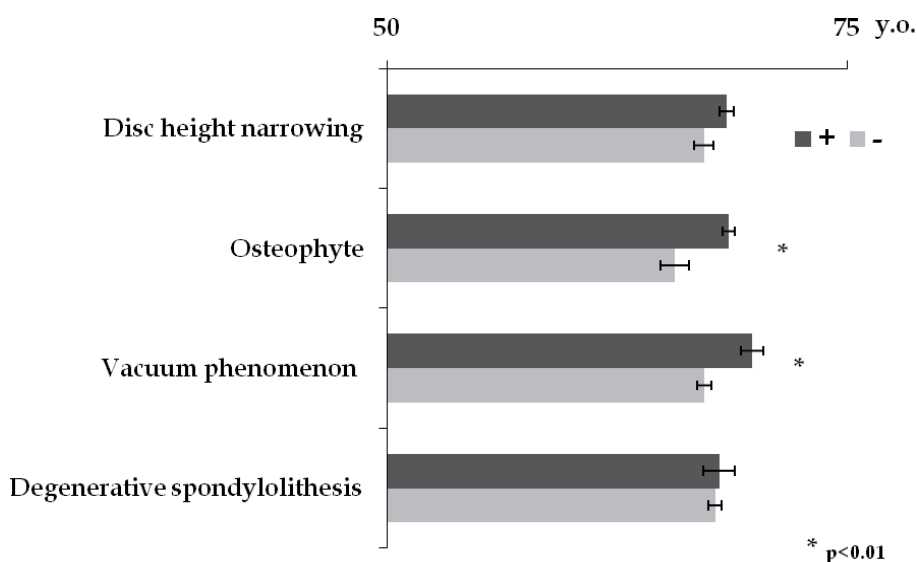 50
75
y.o.
Disc height narrowing
+
-
Osteophyte
*
Vacuum phenomenon
*
Degenerative spondylolithesis
* p<0.01